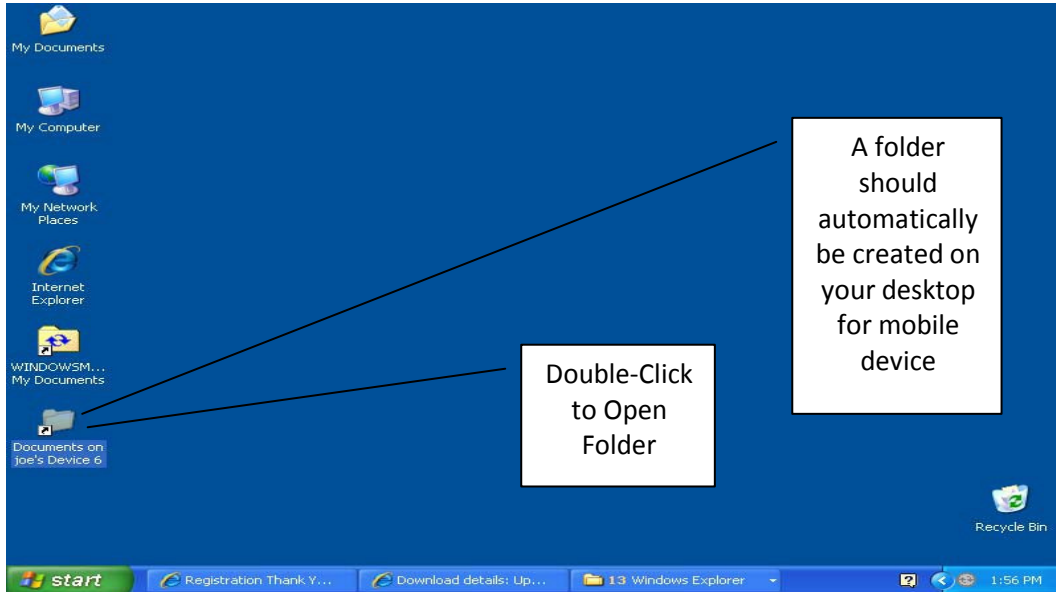 My Documents
My Computer
My Network
Places
Internet
Explorer
WINDOWSM...
My Documents
Documents on
joe's Device 6
A folder
should
automatically
be created on
your desktop
for mobile
device
Double-Click
to Open
Folder
Recycle Bin
start
Registration Thank Y...
Download details: Up...
13 Windows Explorer
1:56 PM